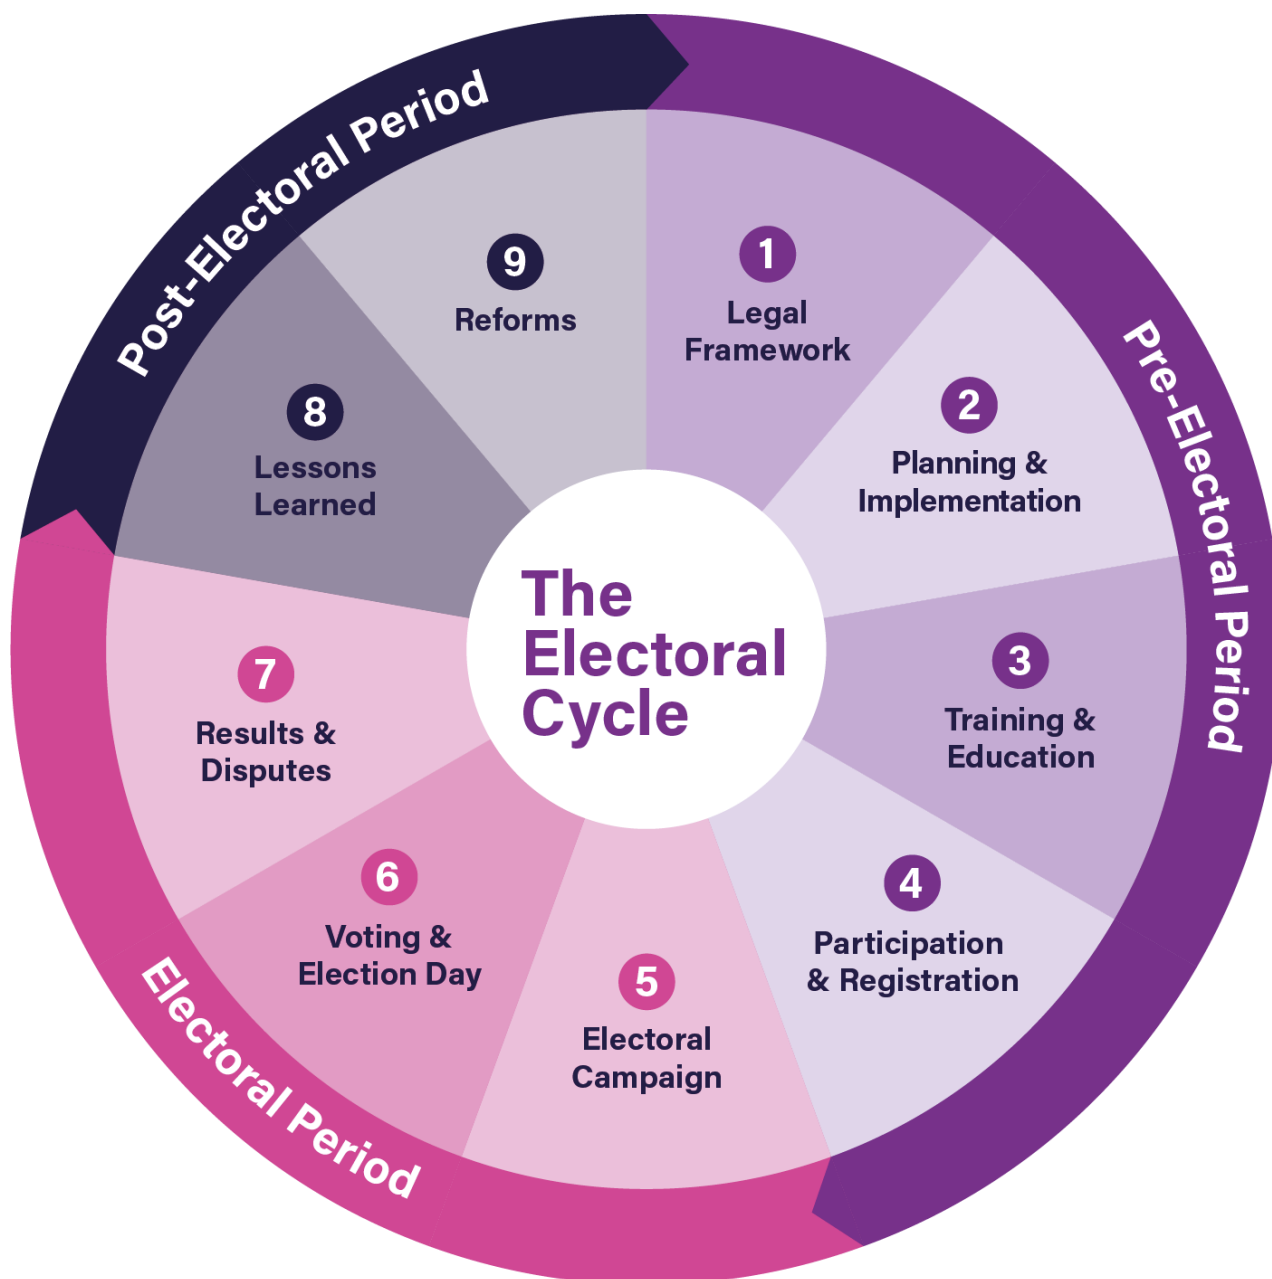 The
Electoral
Cycle
Pre-Electoral Period
1
Legal
Framework
2
Planning &
Implementation
3
Training &
Education
4
Participation
& Registration
Electoral Period
5
Electoral
Campaign
6
Voting &
Election Day
7
Results &
Disputes
Post-Electoral Period
8
Lessons
Learned
9
Reforms